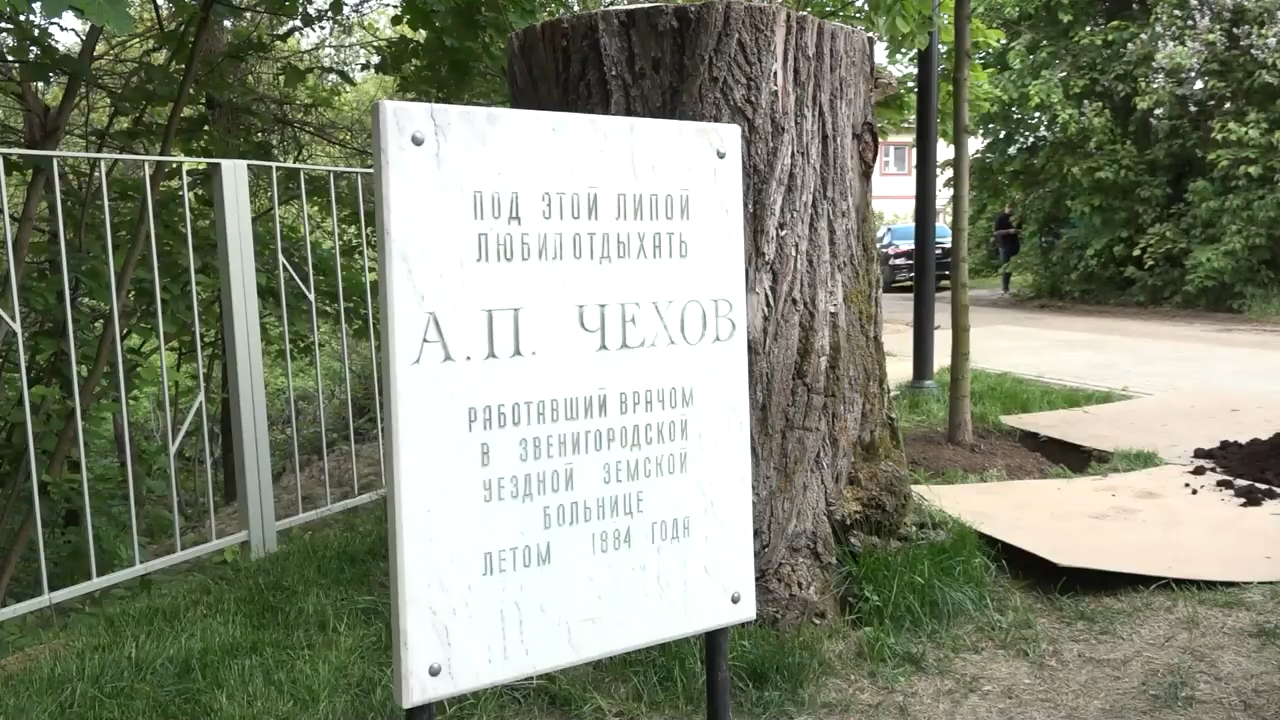 ПОД ЭТОЙ ЛИПОЙ
ЛЮБИЛ ОТДЫХАТЬ
А.П. ЧЕХОВ
РАБОТАВШИЙ ВРАЧОМ
В ЗВЕНИГОРОДСКОЙ
УЕЗДНОЙ ЗЕМСКОЙ
БОЛЬНИЦЕ
ЛЕТОМ 1884 ГОДА